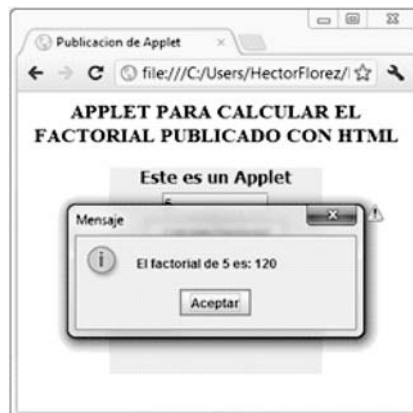 Publicacion de Applet
file:///C:/Users/HectorFlorez/
APPLET PARA CALCULAR EL
FACTORIAL PUBLICADO CON HTML
Este es un Applet
5
Mensaje
El factorial de 5 es: 120
Aceptar